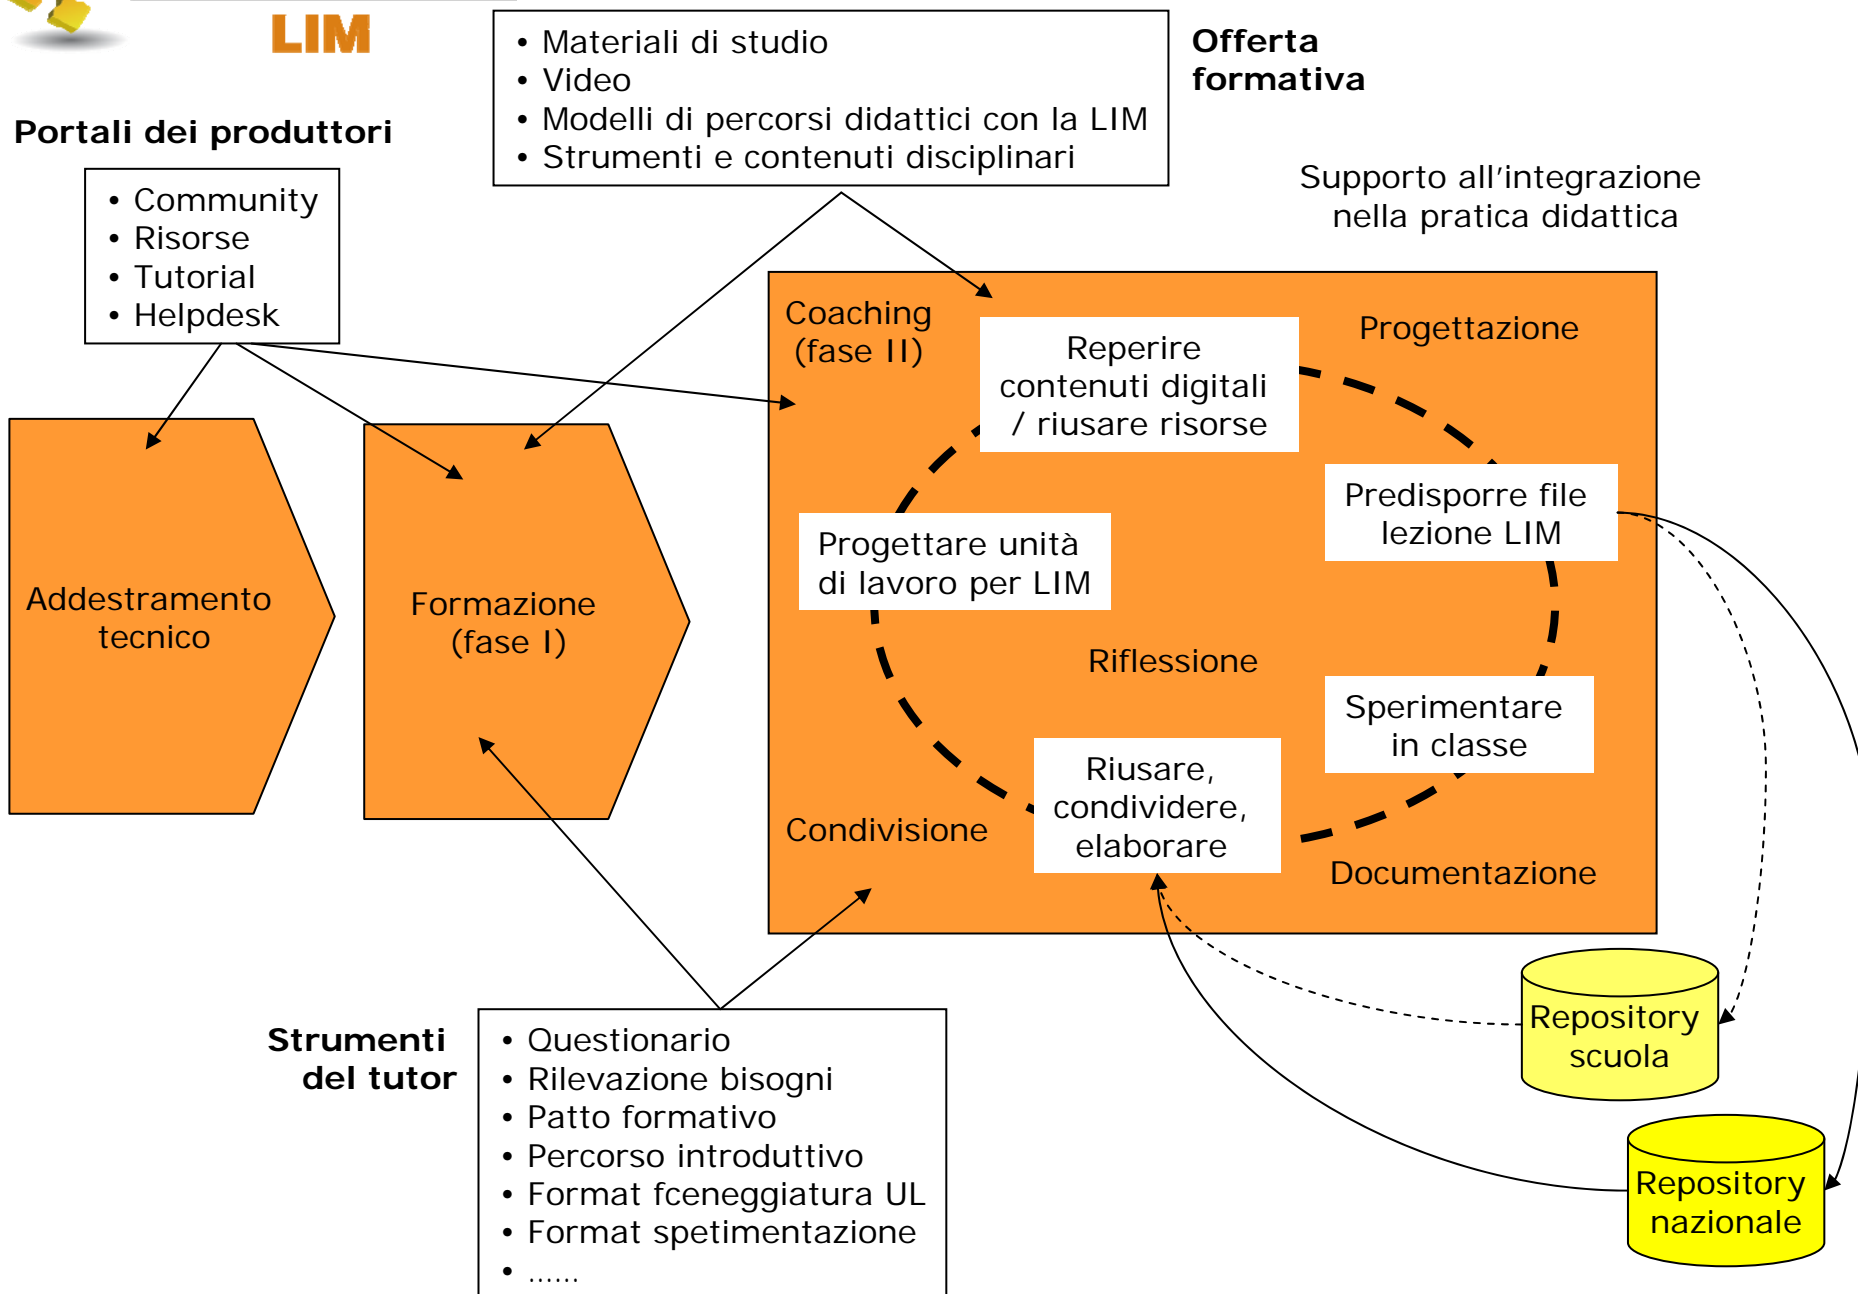 LIM
• Materiali di studio
• Video
• Modelli di percorsi didattici con la LIM
• Strumenti e contenuti disciplinari
Offerta
formativa
Portali dei produttori
• Community
• Risorse
• Tutorial
• Helpdesk
Supporto all'integrazione
nella pratica didattica
Coaching
(fase II)
Progettazione
Reperire
contenuti digitali
/ riusare risorse
Predisporre file
lezione LIM
Progettare unità
di lavoro per LIM
Addestramento
tecnico
Formazione
(fase I)
Riflessione
Sperimentare
in classe
Riusare,
condividere,
elaborare
Condivisione
Documentazione
Strumenti
del tutor
• Questionario
• Rilevazione bisogni
• Patto formativo
• Percorso introduttivo
• Format fceneggiatura UL
• Format spetimentazione
• ......
Repository
scuola
Repository
nazionale